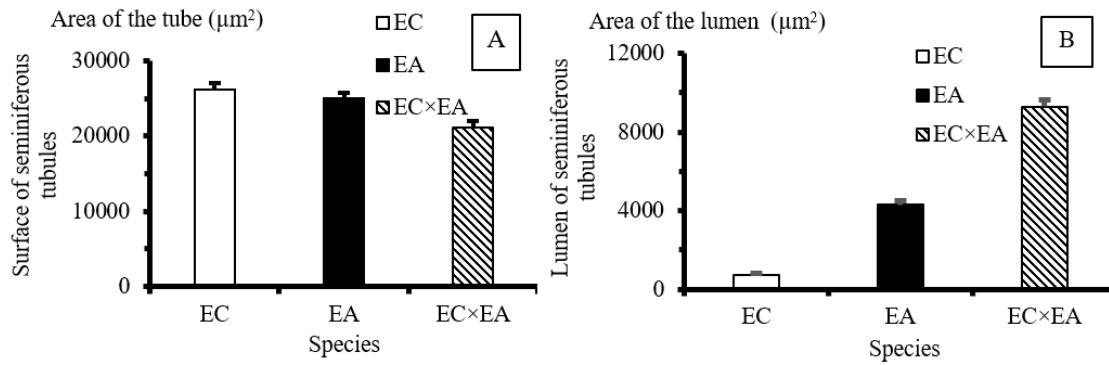 Area of the tube (µm²)
A
EC
EA
EC×EA
30000
20000
10000
0
Surface of seminiferous
tubules
EC
EA
EC×EA
Species
Area of the lumen (µm²)
B
EC
EA
EC×EA
12000
8000
4000
0
Lumen of seminiferous
tubules
EC
EA
EC×EA
Species